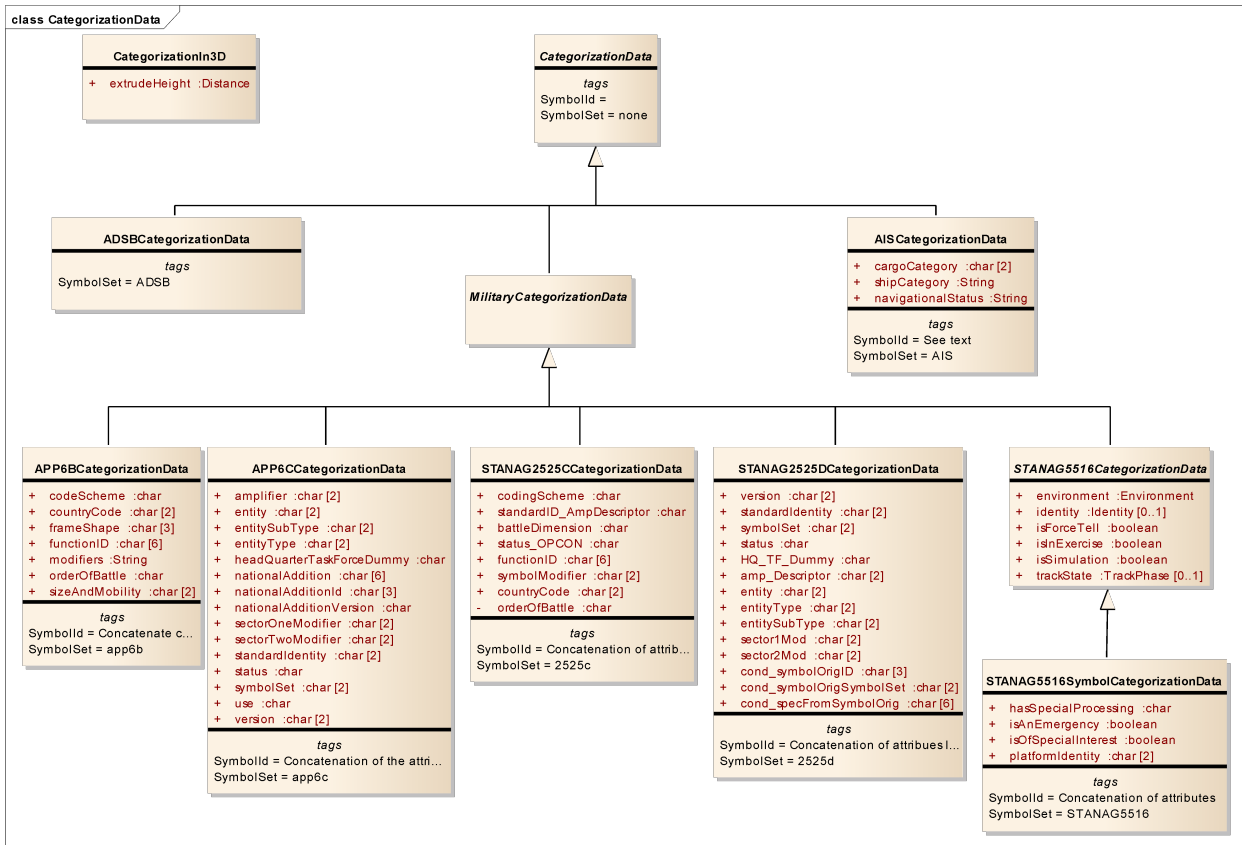 class CategorizationData
CategorizationIn3D
+ extrudeHeight :Distance
CategorizationData
tags
SymbolId =
SymbolSet = none
ADSBCategorizationData
tags
SymbolSet = ADSB
MilitaryCategorizationData
AISCategorizationData
+ cargoCategory :char [2]
+ shipCategory :String
+ navigationalStatus :String
tags
SymbolId = See text
SymbolSet = AIS
APP6BCategorizationData
+ codeScheme :char
+ countryCode :char [2]
+ frameShape :char [3]
+ functionID :char [6]
+ modifiers :String
+ orderOfBattle :char
+ sizeAndMobility :char [2]
tags
SymbolId = Concatenate c...
SymbolSet = app6b
APP6CCategorizationData
+ amplifier :char [2]
+ entity :char [2]
+ entitySubType :char [2]
+ entityType :char [2]
+ headQuarterTaskForceDummy :char
+ nationalAddition :char [6]
+ nationalAdditionId :char [3]
+ nationalAdditionVersion :char
+ sectorOneModifier :char [2]
+ sectorTwoModifier :char [2]
+ standardIdentity :char [2]
+ status :char
+ symbolSet :char [2]
+ use :char
+ version :char [2]
tags
SymbolId = Concatenation of the attri...
SymbolSet = app6c
STANAG2525CCategorizationData
+ codingScheme :char
+ standardID_AmpDescriptor :char
+ battleDimension :char
+ status_OPCON :char
+ functionID :char [6]
+ symbolModifier :char [2]
+ countryCode :char [2]
- orderOfBattle :char
tags
SymbolId = Concatenation of attrib...
SymbolSet = 2525c
STANAG2525DCategorizationData
+ version :char [2]
+ standardIdentity :char [2]
+ symbolSet :char [2]
+ status :char
+ HQ_TF_Dummy :char
+ amp_Descriptor :char [2]
+ entity :char [2]
+ entityType :char [2]
+ entitySubType :char [2]
+ sector1Mod :char [2]
+ sector2Mod :char [2]
+ cond_symbolOrigID :char [3]
+ cond_symbolOrigSymbolSet :char [2]
+ cond_specFromSymbolOrig :char [6]
tags
SymbolId = Concatenation of attribues l...
SymbolSet = 2525d
STANAG5516CategorizationData
+ environment :Environment
+ identity :Identity [0..1]
+ isForceTell :boolean
+ isInExercise :boolean
+ isSimulation :boolean
+ trackState :TrackPhase [0..1]
STANAG5516SymbolCategorizationData
+ hasSpecialProcessing :char
+ isAnEmergency :boolean
+ isOfSpecialInterest :boolean
+ platformIdentity :char [2]
tags
SymbolId = Concatenation of attributes
SymbolSet = STANAG5516